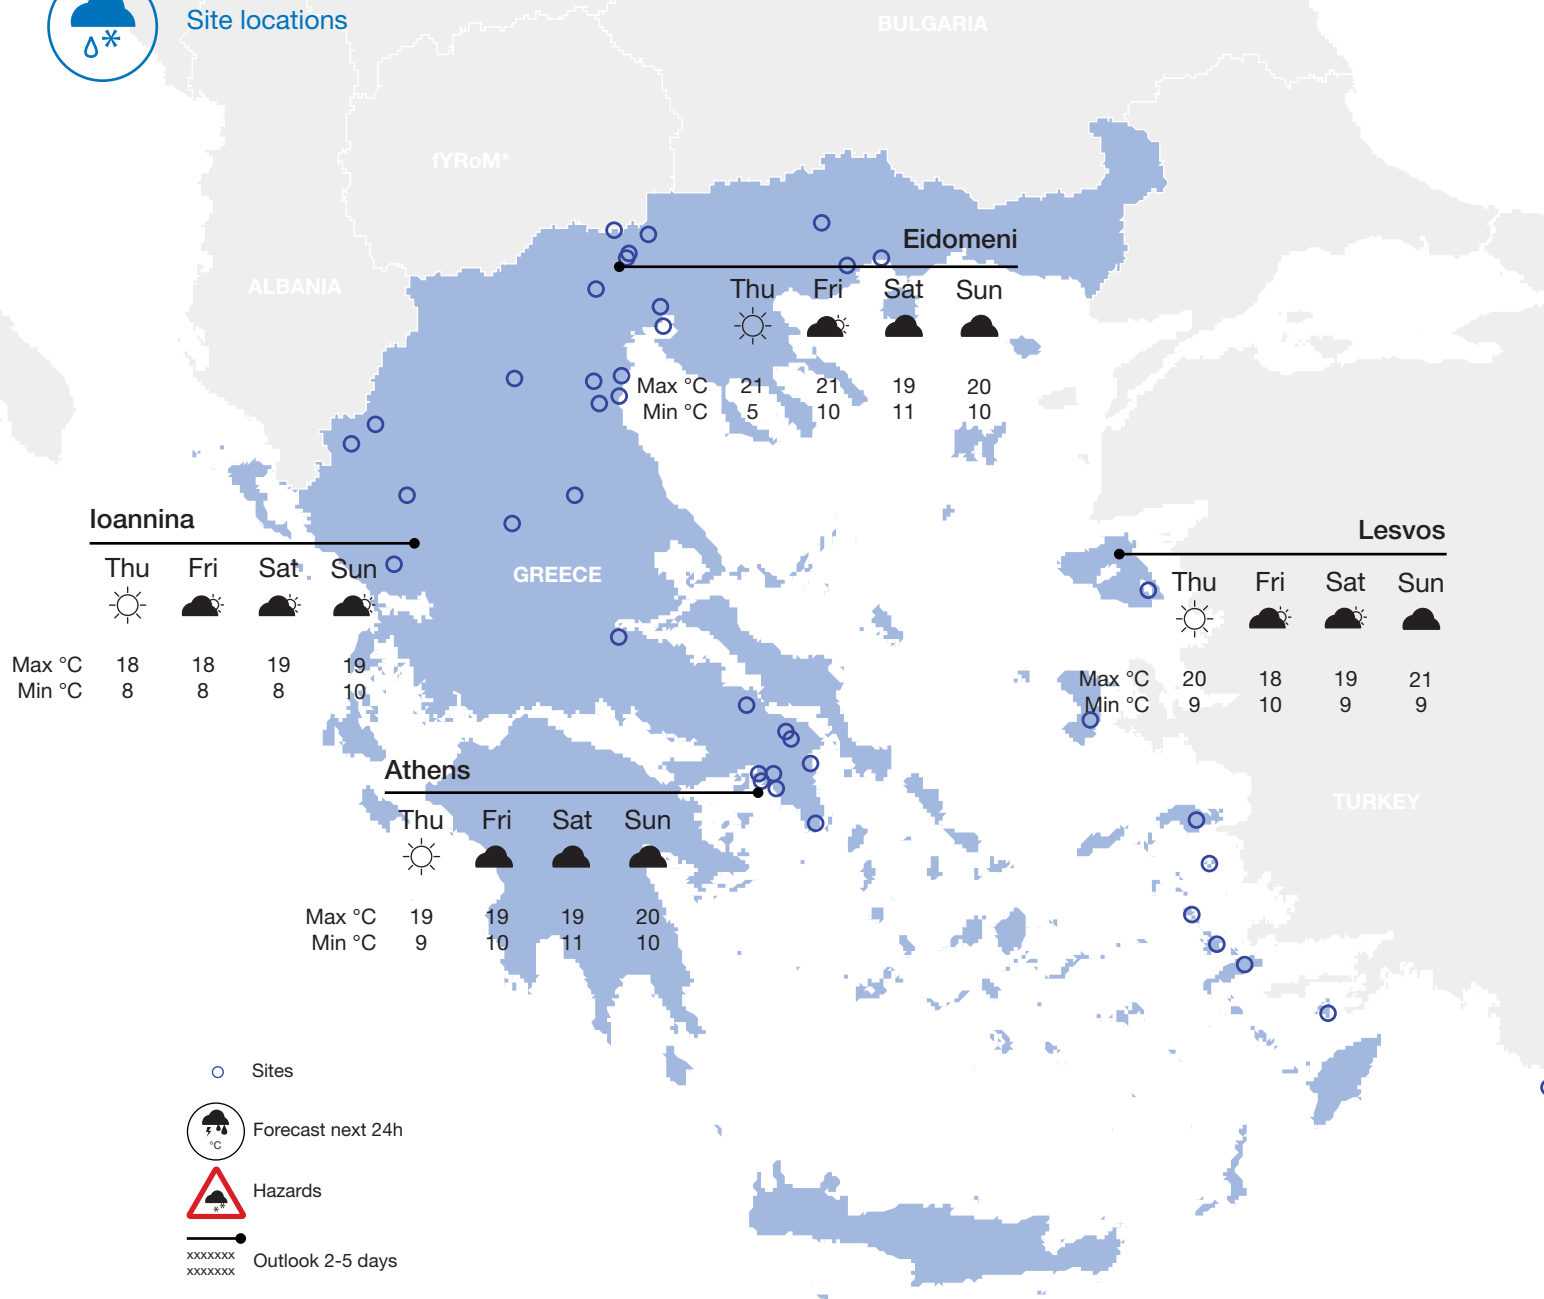 Site locations
BULGARIA
fYRoM*
ALBANIA
Eidomeni
Thu Fri Sat Sun
Max °C 21 21 19 20
Min °C 5 10 11 10
Ioannina
Thu Fri Sat Sun
Max °C 18 18 19 19
Min °C 8 8 8 10
GREECE
Lesvos
Thu Fri Sat Sun
Max °C 20 18 19 21
Min °C 9 10 9 9
Athens
Thu Fri Sat Sun
Max °C 19 19 19 20
Min °C 9 10 11 10
TURKEY
Sites
°C
Forecast next 24h
Hazards
xxxxxxx
xxxxxxx
Outlook 2-5 days